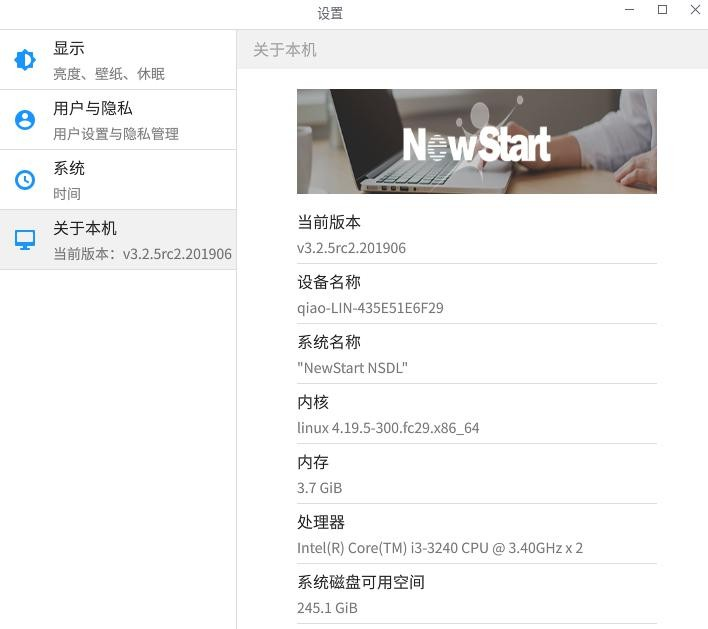 设置
显示
亮度、壁纸、休眠
用户与隐私
用户设置与隐私管理
系统
时间
关于本机
当前版本：v3.2.5rc2.201906
关于本机
NewStart
当前版本
v3.2.5rc2.201906
设备名称
qiao-LIN-435E51E6F29
系统名称
"NewStart NSDL"
内核
linux 4.19.5-300.fc29.x86_64
内存
3.7 GiB
处理器
Intel(R) Core(TM) i3-3240 CPU @ 3.40GHz x 2
系统磁盘可用空间
245.1 GiB